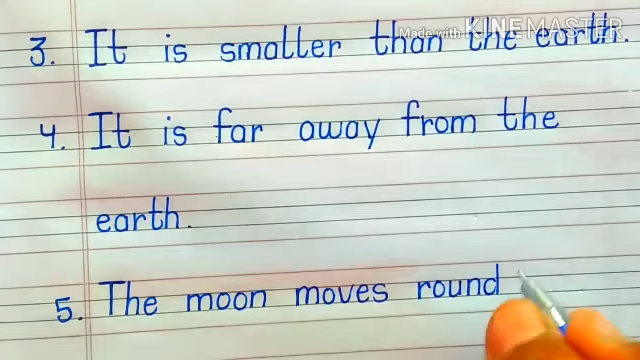 Made with KINEMASTER
3. It is smaller than the earth.
4. It is far away from the
earth.
5. The moon moves round